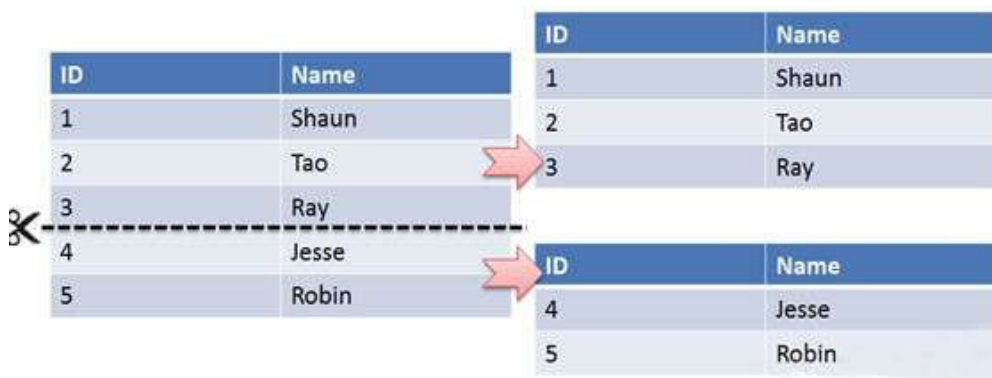 ID Name
1 Shaun
2 Tao
3 Ray
4 Jesse
5 Robin
ID Name
1 Shaun
2 Tao
3 Ray
ID Name
4 Jesse
5 Robin